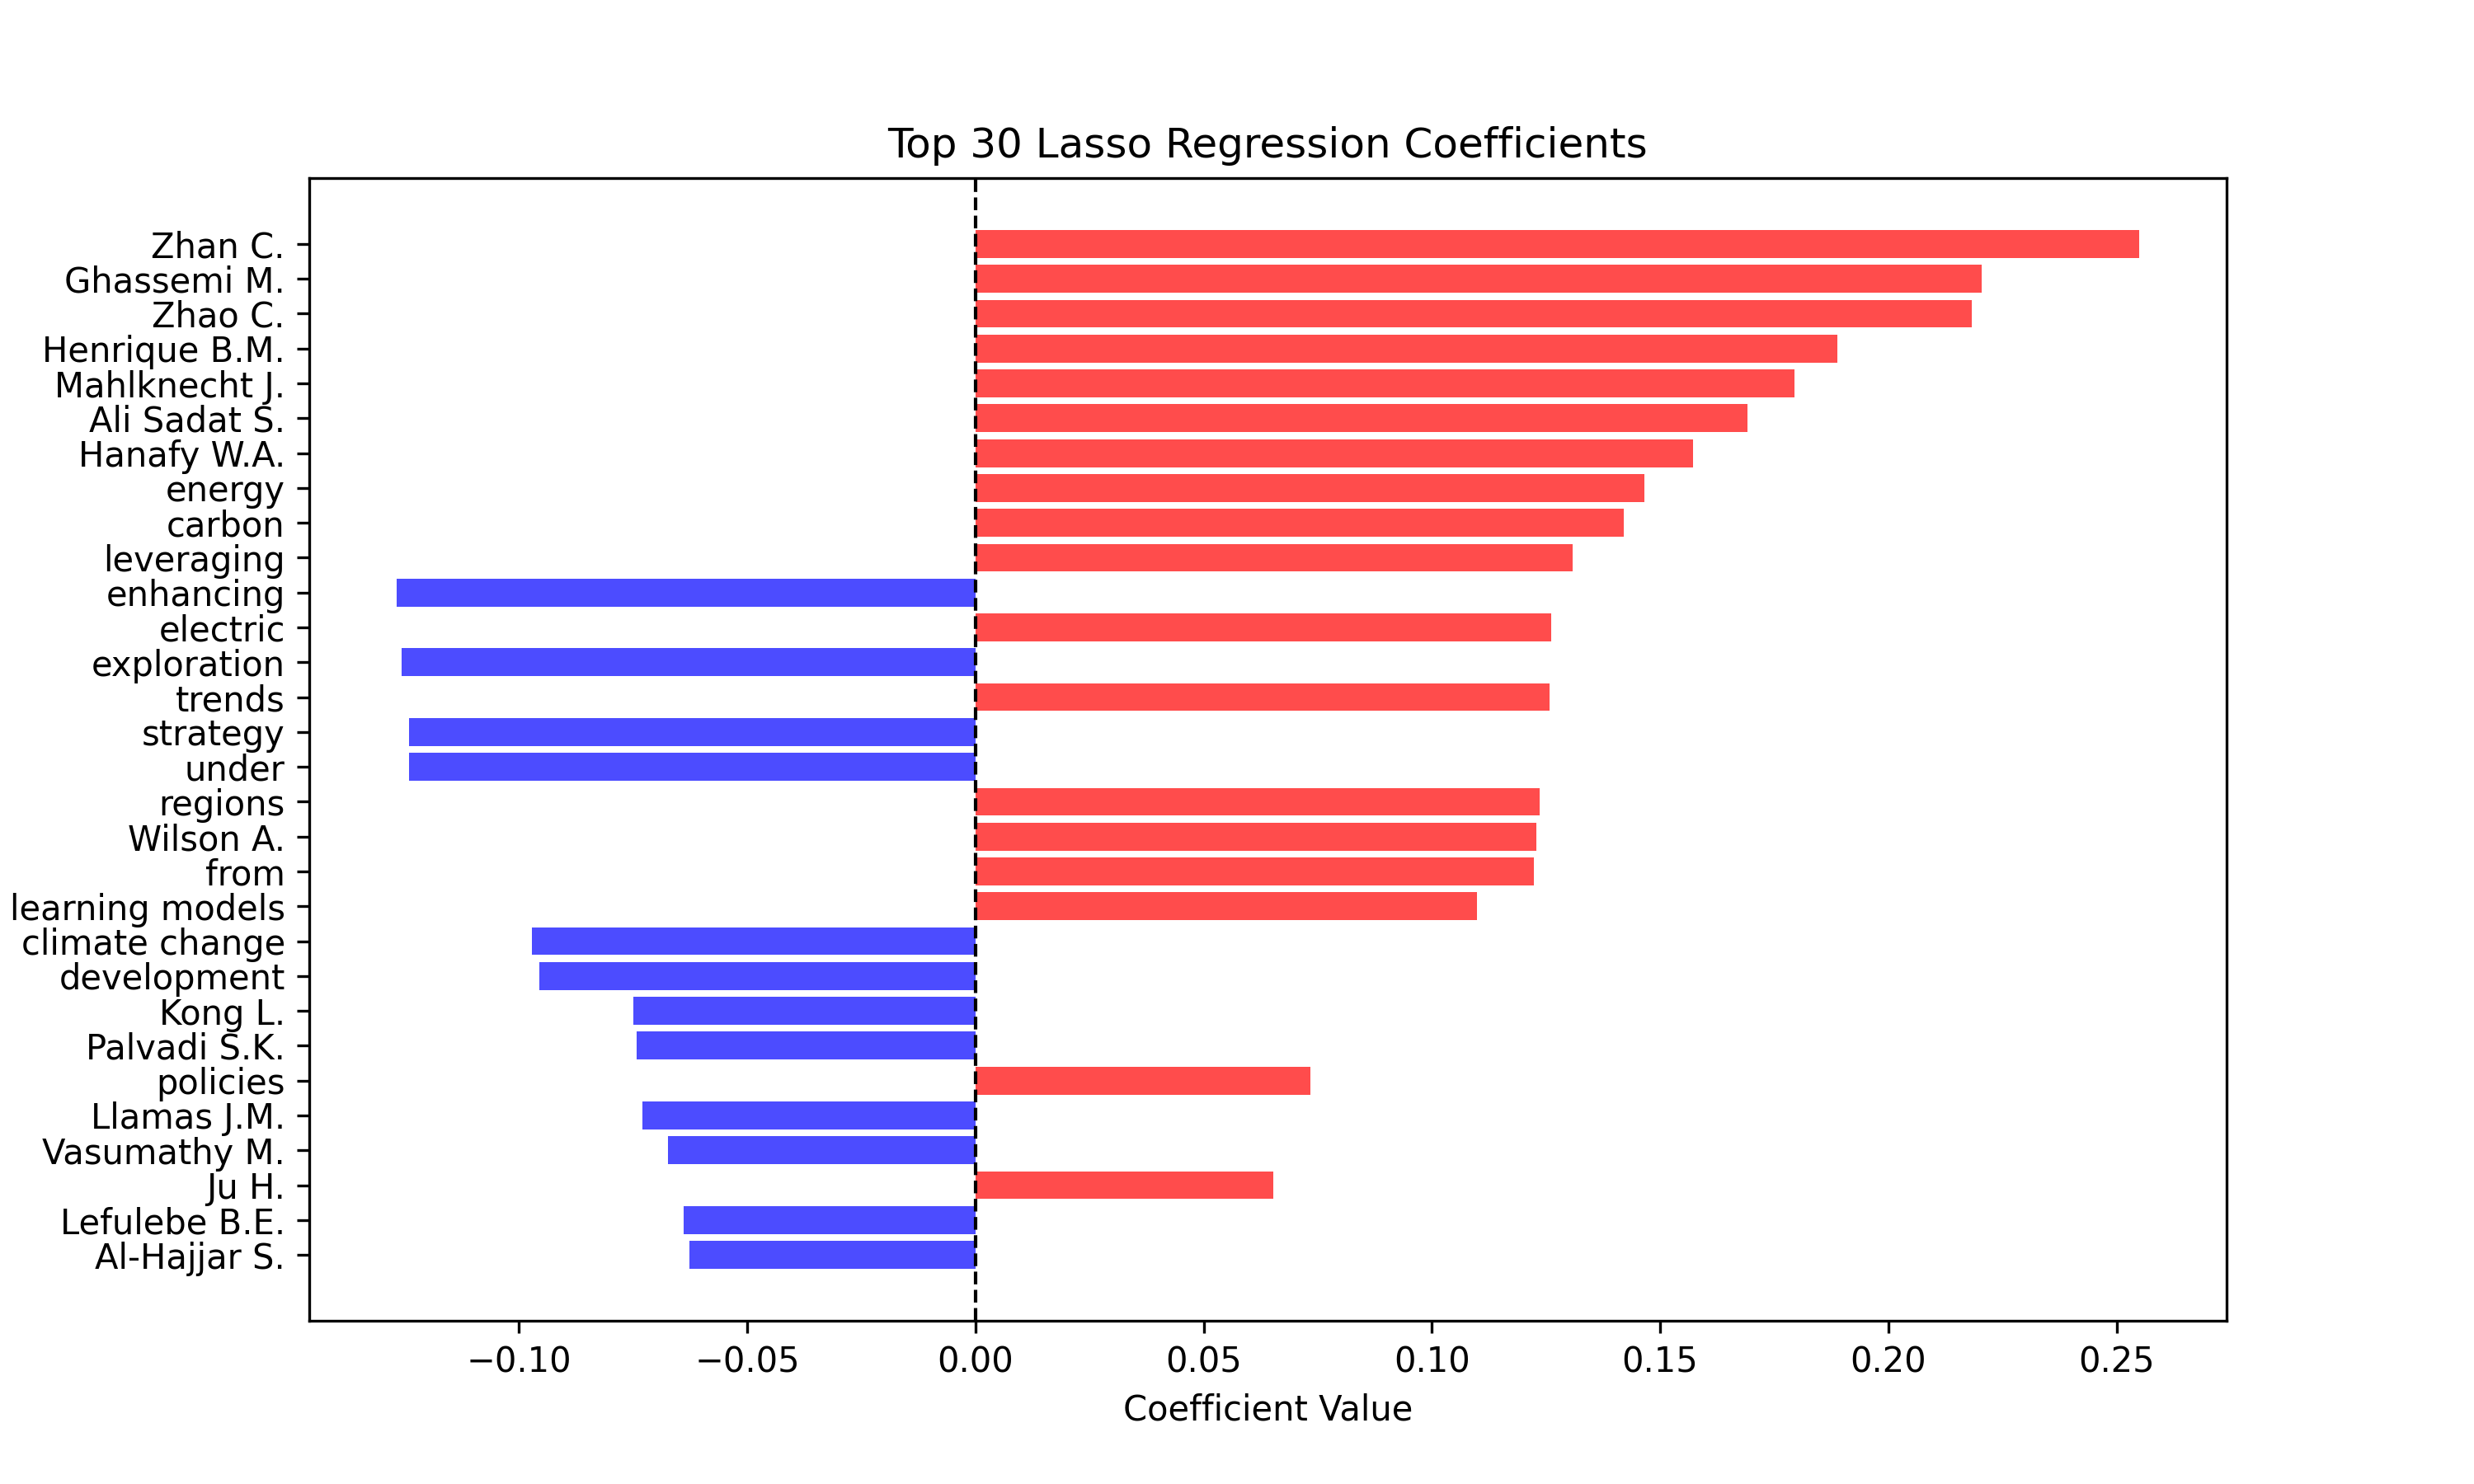 Top 30 Lasso Regression Coefficients
Zhan C.
Ghassemi M.
Zhao C.
Henrique B.M.
Mahlknecht J.
Ali Sadat S.
Hanafy W.A.
energy
carbon
leveraging
enhancing
electric
exploration
trends
strategy
under
regions
Wilson A.
from
learning models
climate change
development
Kong L.
Palvadi S.K.
policies
Llamas J.M.
Vasumathy M.
Ju H.
Lefulebe B.E.
Al-Hajjar S.
−0.10 −0.05 0.00 0.05 0.10 0.15 0.20 0.25
Coefficient Value